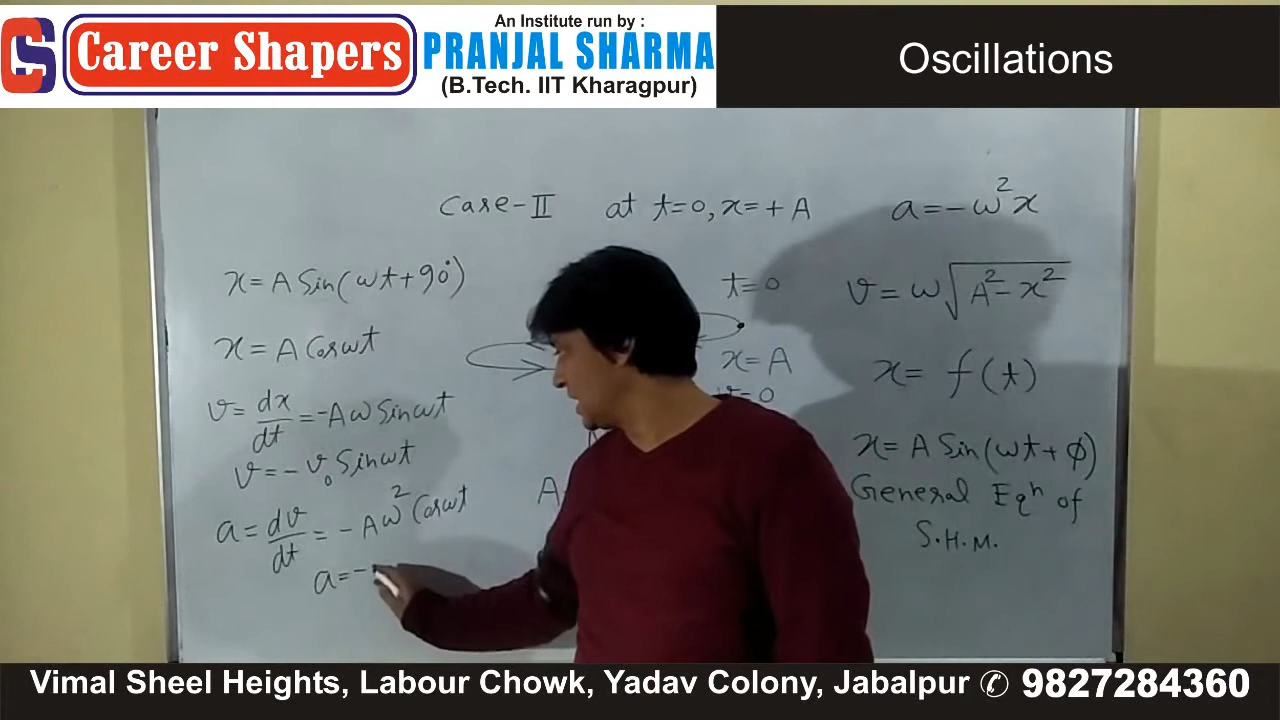 CS Career Shapers
An Institute run by :
PRANJAL SHARMA
(B.Tech. IIT Kharagpur)
Oscillations
Case-II at t=0, x=+A
x = A Sin(ωt+90°)
x = A Cosωt
v = dx/dt = -Aω Sinωt
v = -v₀ Sinωt
a = dv/dt = -Aω² Cosωt
a = -
t=0
x=A
v=0
A
a = -ω²x
v = ω√(A²-x²)
x = f(t)
x = A Sin(ωt+ϕ)
General Eqⁿ of
S.H.M.
Vimal Sheel Heights, Labour Chowk, Yadav Colony, Jabalpur ✆ 9827284360